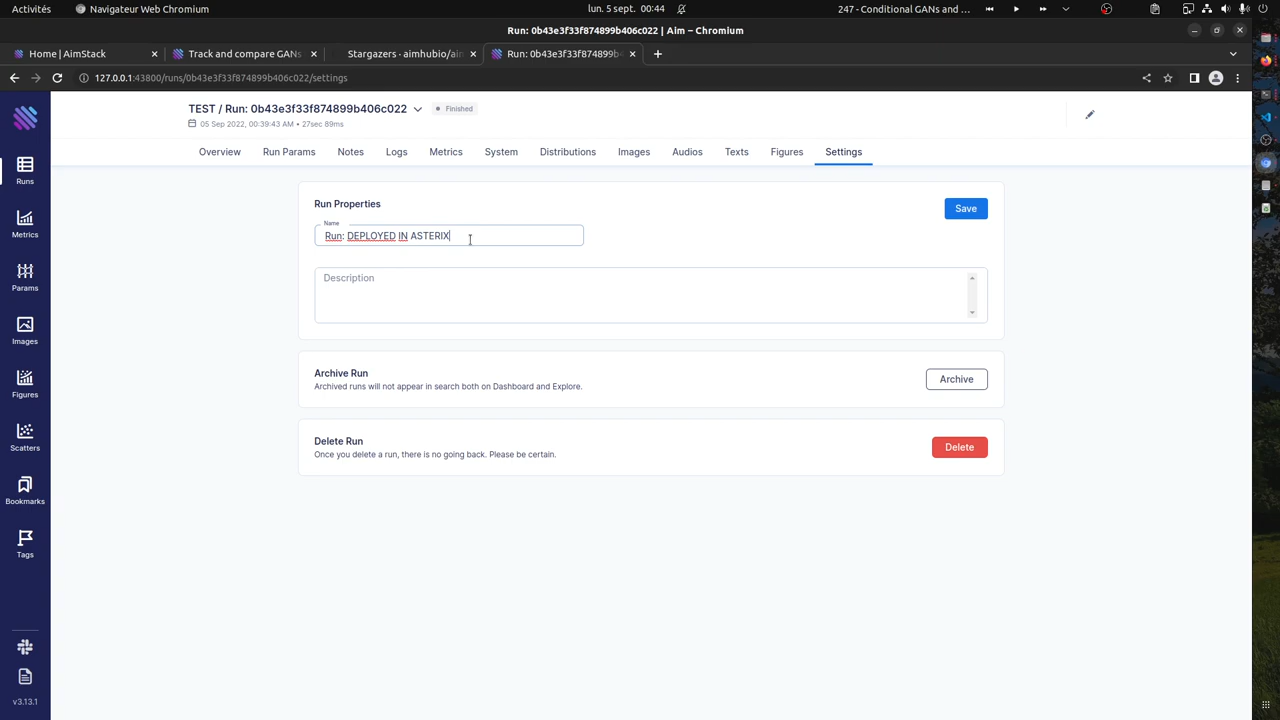 Activités
Navigateur Web Chromium
lun. 5 sept. 00:44
247 - Conditional GANs
Run: 0b43e3f33f874899b406c022 | Aim – Chromium
Home | AimStack
Track and compare GANs
Stargazers · aimhubio/aim
Run: 0b43e3f33f874899b4
127.0.0.1:43800/runs/0b43e3f33f874899b406c022/settings
TEST / Run: 0b43e3f33f874899b406c022
Finished
05 Sep 2022, 00:39:43 AM • 27sec 89ms
Overview
Run Params
Notes
Logs
Metrics
System
Distributions
Images
Audios
Texts
Figures
Settings
Runs
Metrics
Params
Images
Figures
Scatters
Bookmarks
Tags
v3.13.1
Run Properties
Save
Name
Run: DEPLOYED IN ASTERIX
Description
Archive Run
Archived runs will not appear in search both on Dashboard and Explore.
Archive
Delete Run
Once you delete a run, there is no going back. Please be certain.
Delete